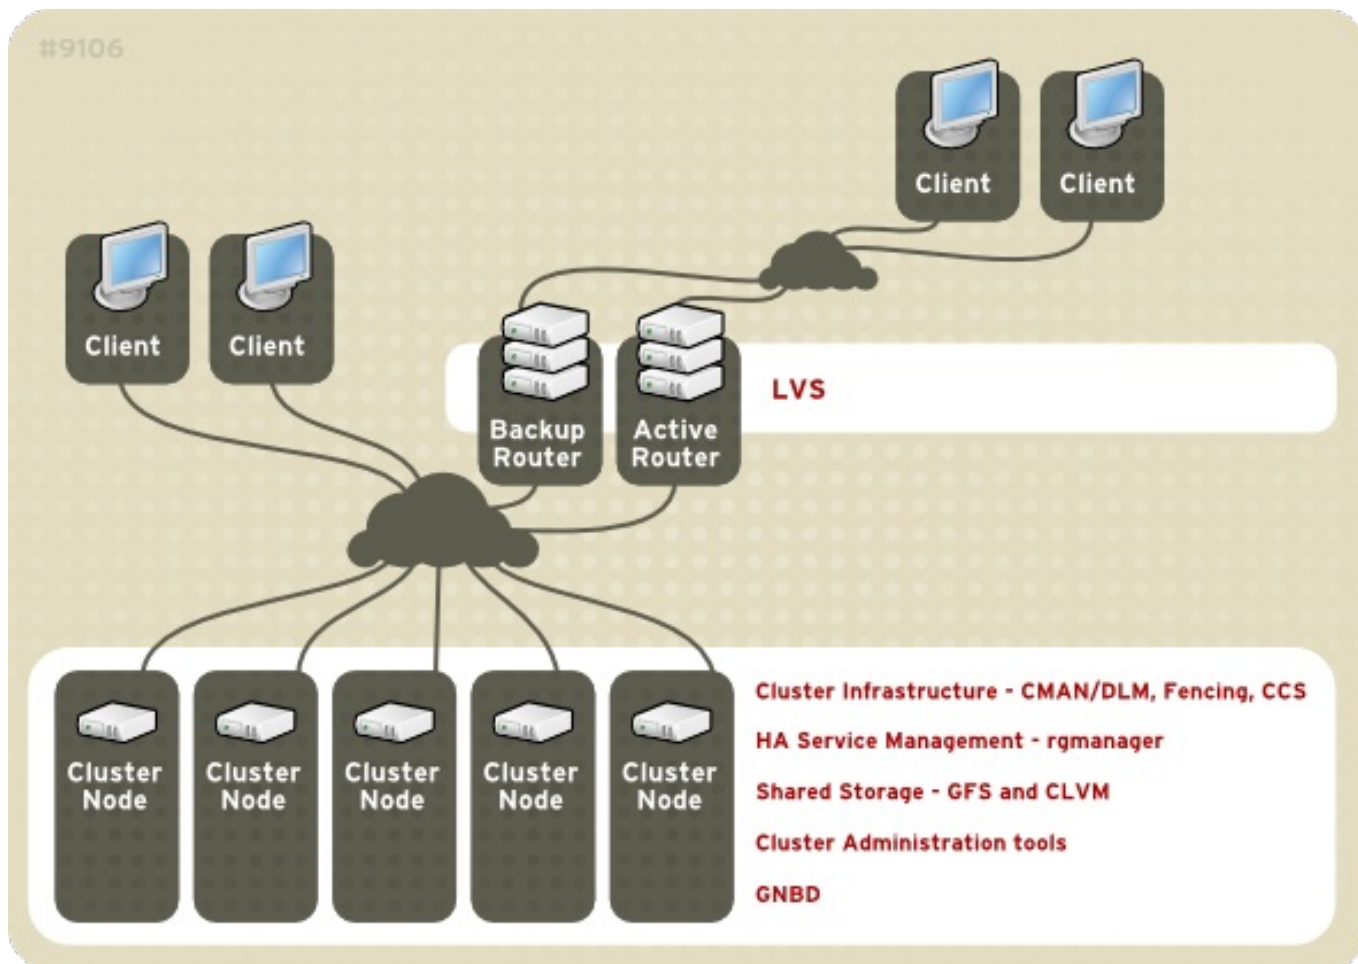 #9106
Client
Client
Client
Client
LVS
Backup
Router
Active
Router
Cluster
Node
Cluster
Node
Cluster
Node
Cluster
Node
Cluster
Node
Cluster Infrastructure - CMAN/DLM, Fencing, CCS
HA Service Management - rgmanager
Shared Storage - GFS and CLVM
Cluster Administration tools
GNBD